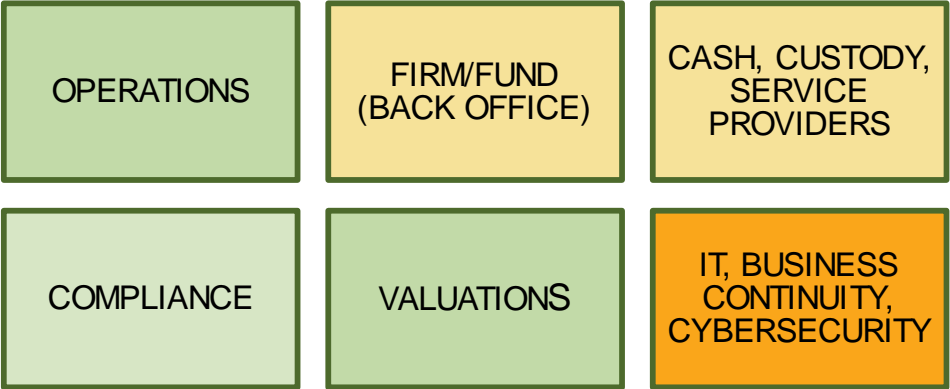 OPERATIONS
FIRM/FUND
(BACK OFFICE)
CASH, CUSTODY,
SERVICE
PROVIDERS
COMPLIANCE
VALUATIONS
IT, BUSINESS
CONTINUITY,
CYBERSECURITY